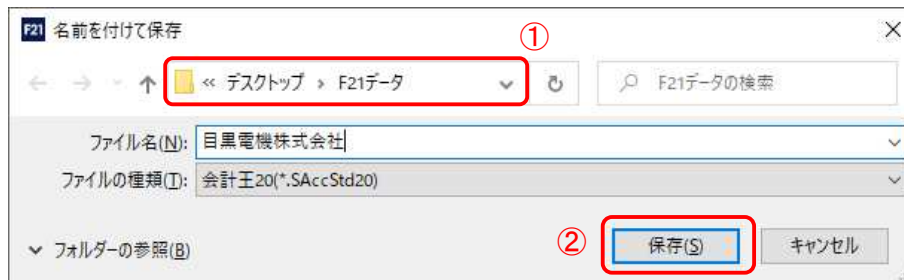 F21 名前を付けて保存
①
« デスクトップ › F21データ
F21データの検索
ファイル名(N): 目黒電機株式会社
ファイルの種類(T): 会計王20(*.SAccStd20)
フォルダーの参照(B)
②
保存(S)
キャンセル